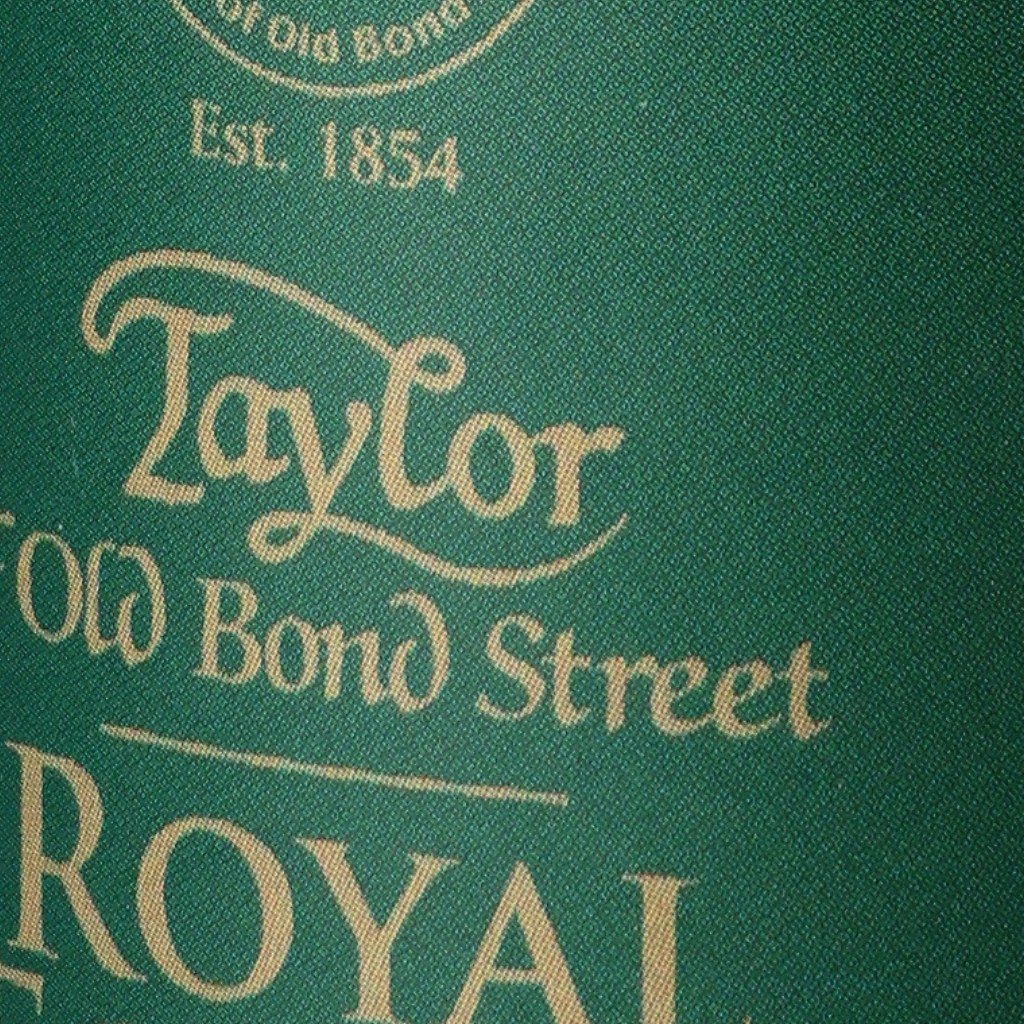 of Old Bond
Est. 1854
Taylor
Old Bond Street
ROYAL